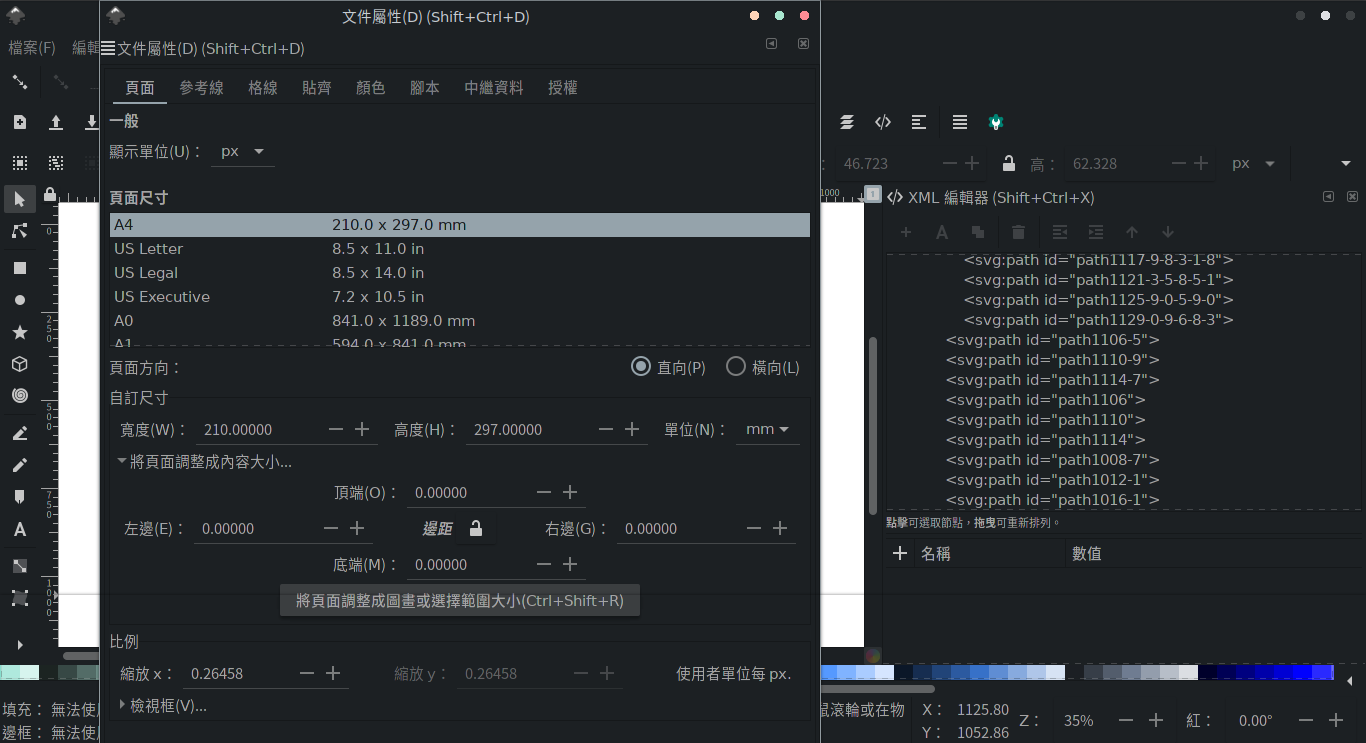 文件屬性(D) (Shift+Ctrl+D)
檔案(F) 編輯
文件屬性(D) (Shift+Ctrl+D)
頁面 參考線 格線 貼齊 顏色 腳本 中繼資料 授權
一般
顯示單位(U)： px
頁面尺寸
A4 210.0 x 297.0 mm
US Letter 8.5 x 11.0 in
US Legal 8.5 x 14.0 in
US Executive 7.2 x 10.5 in
A0 841.0 x 1189.0 mm
A1 594.0 x 841.0 mm
頁面方向： 直向(P) 橫向(L)
自訂尺寸
寬度(W)： 210.00000 高度(H)： 297.00000 單位(N)： mm
將頁面調整成內容大小...
頂端(O)： 0.00000
左邊(E)： 0.00000 邊距 右邊(G)： 0.00000
底端(M)： 0.00000
將頁面調整成圖畫或選擇範圍大小(Ctrl+Shift+R)
比例
縮放 x： 0.26458 縮放 y： 0.26458 使用者單位每 px.
檢視框(V)...
46.723 高： 62.328 px
1000
1
XML 編輯器 (Shift+Ctrl+X)
<svg:path id="path1117-9-8-3-1-8">
<svg:path id="path1121-3-5-8-5-1">
<svg:path id="path1125-9-0-5-9-0">
<svg:path id="path1129-0-9-6-8-3">
<svg:path id="path1106-5">
<svg:path id="path1110-9">
<svg:path id="path1114-7">
<svg:path id="path1106">
<svg:path id="path1110">
<svg:path id="path1114">
<svg:path id="path1008-7">
<svg:path id="path1012-1">
<svg:path id="path1016-1">
點擊可選取節點，拖曳可重新排列。
名稱 數值
0
250
500
750
1000
填充： 無法使用
邊框： 無法使用
鼠滾輪或在物
X： 1125.80
Y： 1052.86
Z： 35%
紅： 0.00°